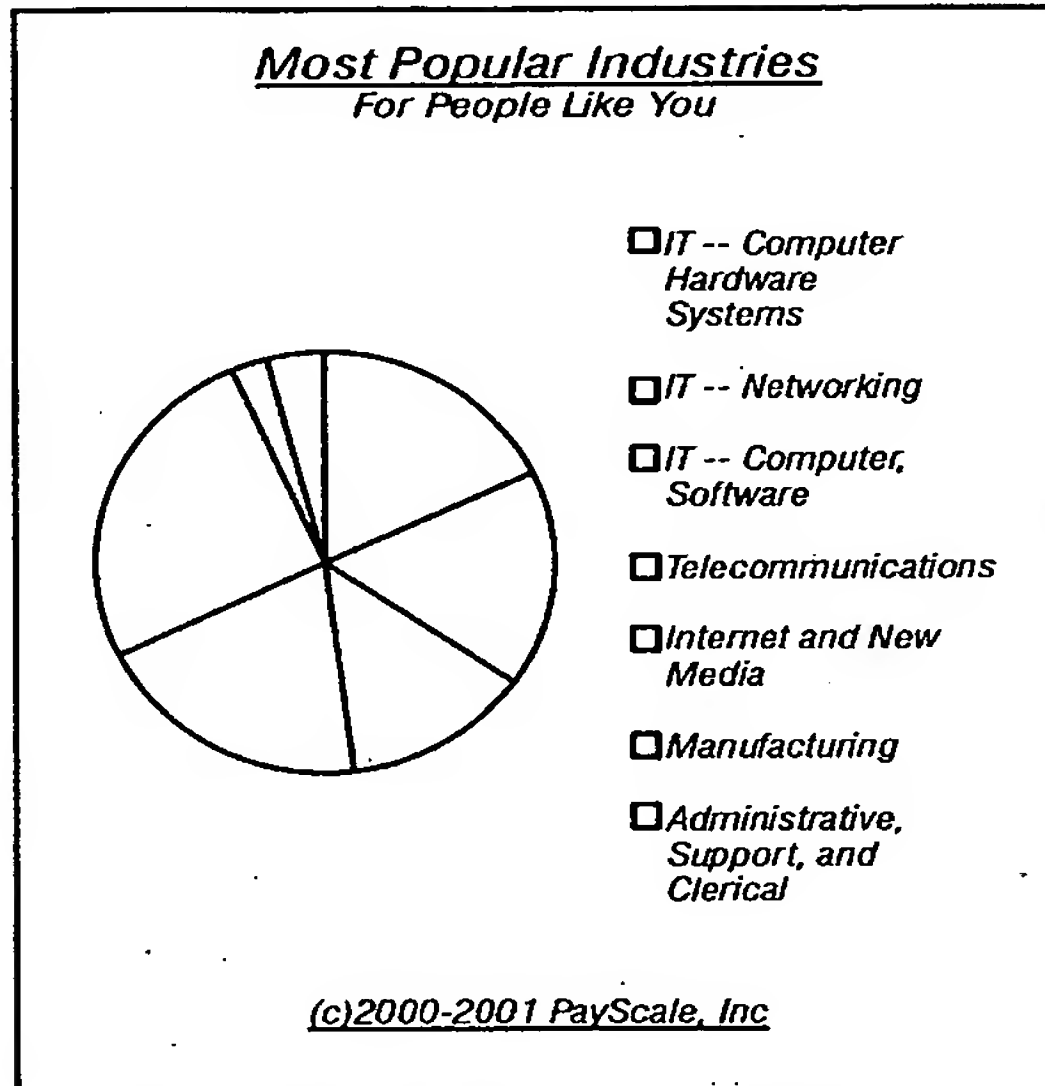 Most Popular Industries
For People Like You
IT -- Computer
Hardware
Systems
IT -- Networking
IT -- Computer,
Software
Telecommunications
Internet and New
Media
Manufacturing
Administrative,
Support, and
Clerical
(c)2000-2001 PayScale, Inc